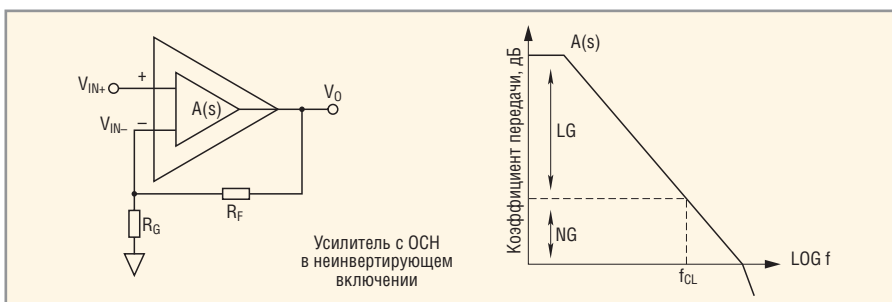 V_IN+
+
V_IN–
–
A(s)
V_O
R_F
R_G
Усилитель с ОСН
в неинвертирующем
включении
Коэффициент передачи, дБ
A(s)
LG
NG
f_CL
LOG f